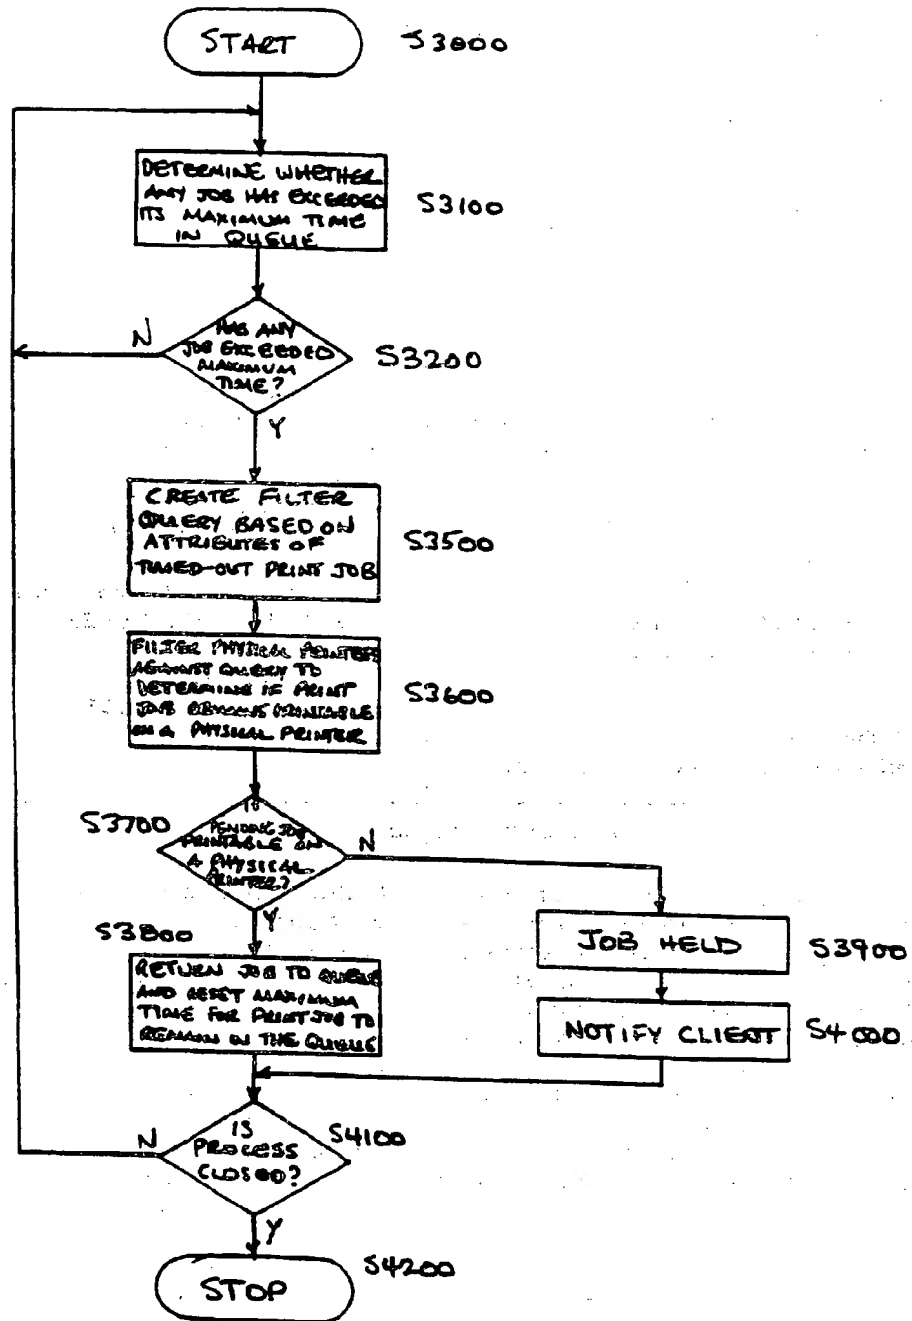 START
S3000
DETERMINE WHETHER
ANY JOB HAS EXCEEDED
ITS MAXIMUM TIME
IN QUEUE
S3100
N
HAS ANY
JOB EXCEEDED
MAXIMUM
TIME?
S3200
Y
CREATE FILTER
QUERY BASED ON
ATTRIBUTES OF
TIMED-OUT PRINT JOB
S3500
FILTER PHYSICAL PRINTERS
AGAINST QUERY TO
DETERMINE IF PRINT
JOB REMAINS PRINTABLE
ON A PHYSICAL PRINTER
S3600
S3700
IS
PENDING JOB
PRINTABLE ON
A PHYSICAL
PRINTER?
N
Y
S3800
RETURN JOB TO QUEUE
AND RESET MAXIMUM
TIME FOR PRINT JOB TO
REMAIN IN THE QUEUE
JOB HELD
S3900
NOTIFY CLIENT
S4000
N
IS
PROCESS
CLOSED?
S4100
Y
STOP
S4200